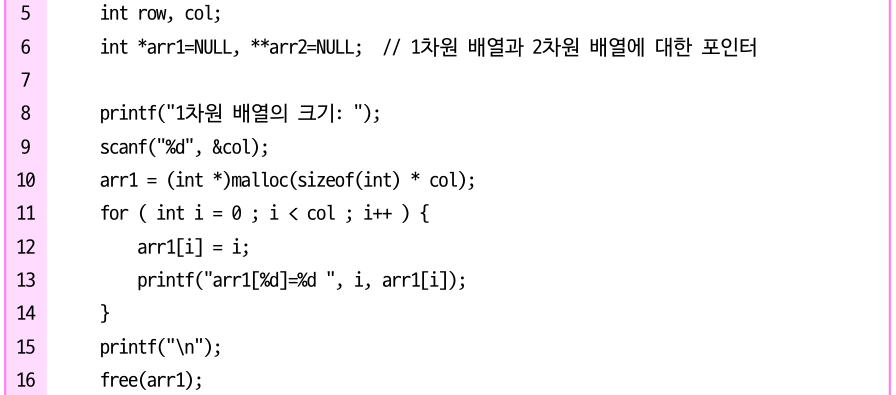 5 int row, col;
6 int *arr1=NULL, **arr2=NULL; // 1차원 배열과 2차원 배열에 대한 포인터
7
8 printf("1차원 배열의 크기: ");
9 scanf("%d", &col);
10 arr1 = (int *)malloc(sizeof(int) * col);
11 for ( int i = 0 ; i < col ; i++ ) {
12 arr1[i] = i;
13 printf("arr1[%d]=%d ", i, arr1[i]);
14 }
15 printf("\n");
16 free(arr1);